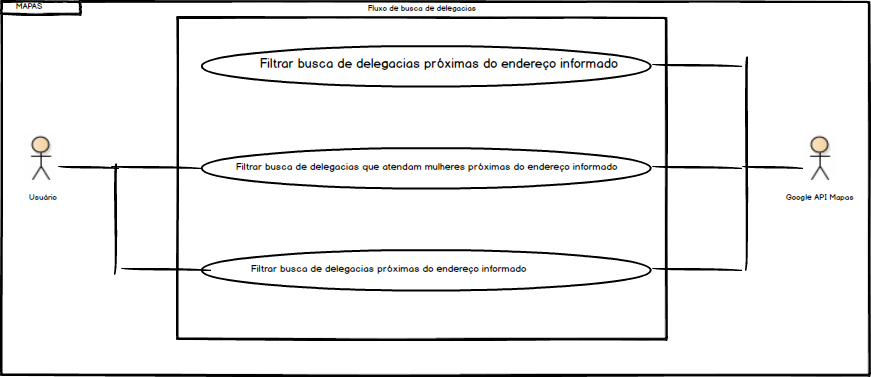 MAPAS
Fluxo de busca de delegacias
Filtrar busca de delegacias próximas do endereço informado
Filtrar busca de delegacias que atendam mulheres próximos do endereço informado
Usuário
Google API Mapas
Filtrar busca de delegacias próximas do endereço informado